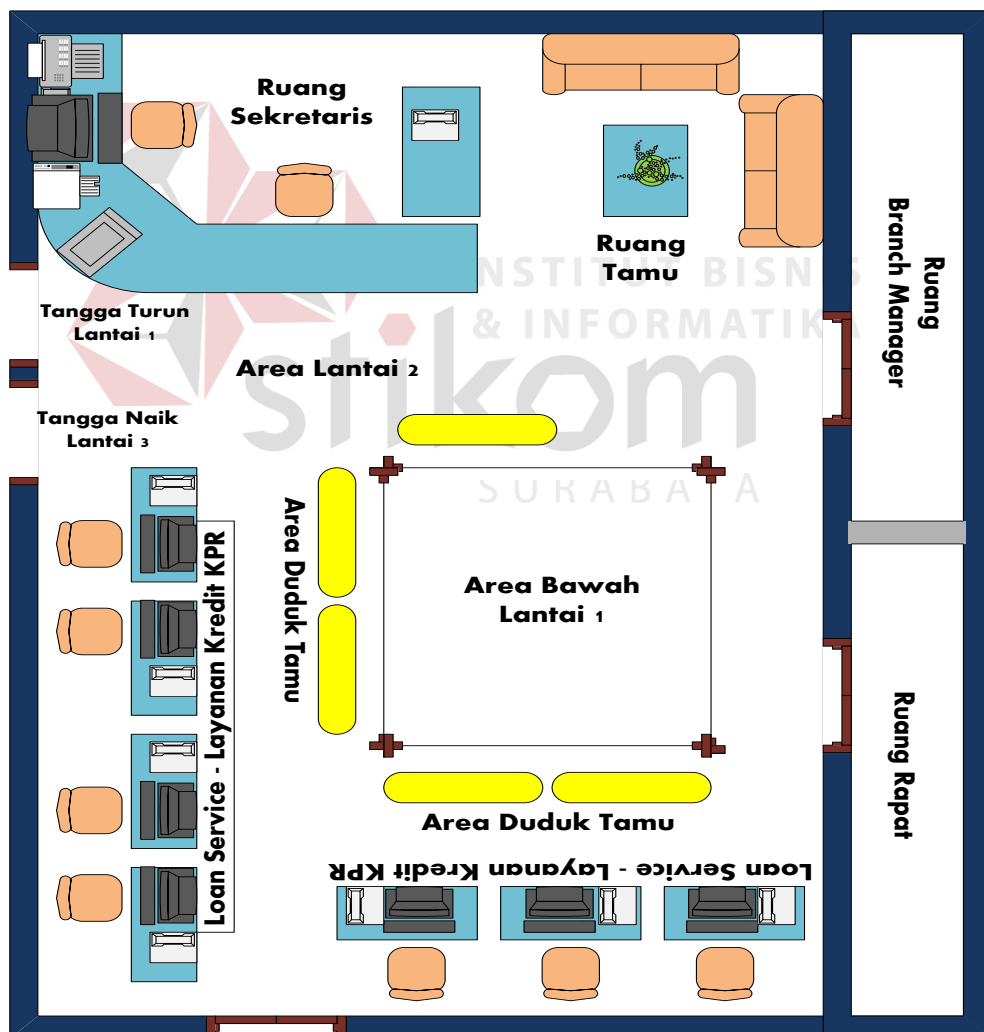 Ruang
Sekretaris
Ruang
Tamu
Ruang
Branch Manager
INSTITUT BISNIS
& INFORMATIKA
stikom
SURABAYA
Tangga Turun
Lantai 1
Area Lantai 2
Tangga Naik
Lantai 3
Area Duduk Tamu
Area Bawah
Lantai 1
Loan Service - Layanan Kredit KPR
Ruang Rapat
Area Duduk Tamu
Loan Service - Layanan Kredit KPR